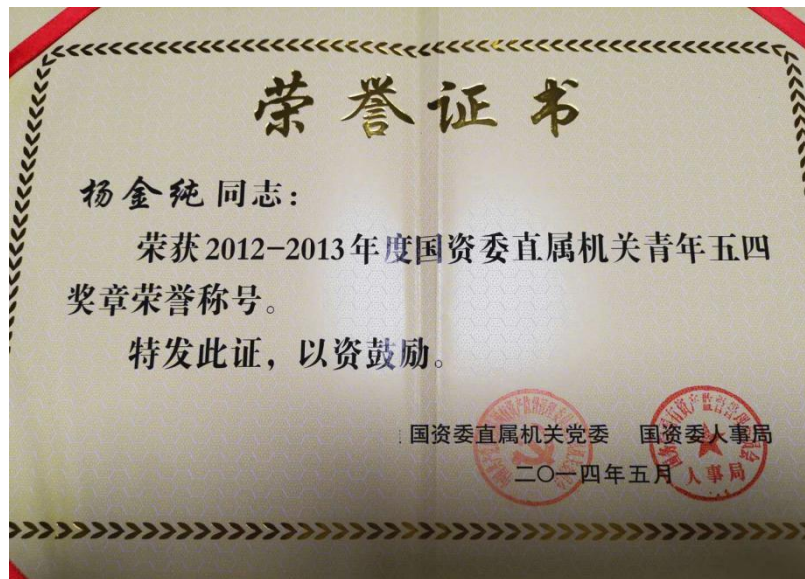 荣誉证书
杨金纯同志：
荣获2012-2013年度国资委直属机关青年五四
奖章荣誉称号。
特发此证，以资鼓励。
国资委直属机关党委 国资委人事局
二○一四年五月
人事局